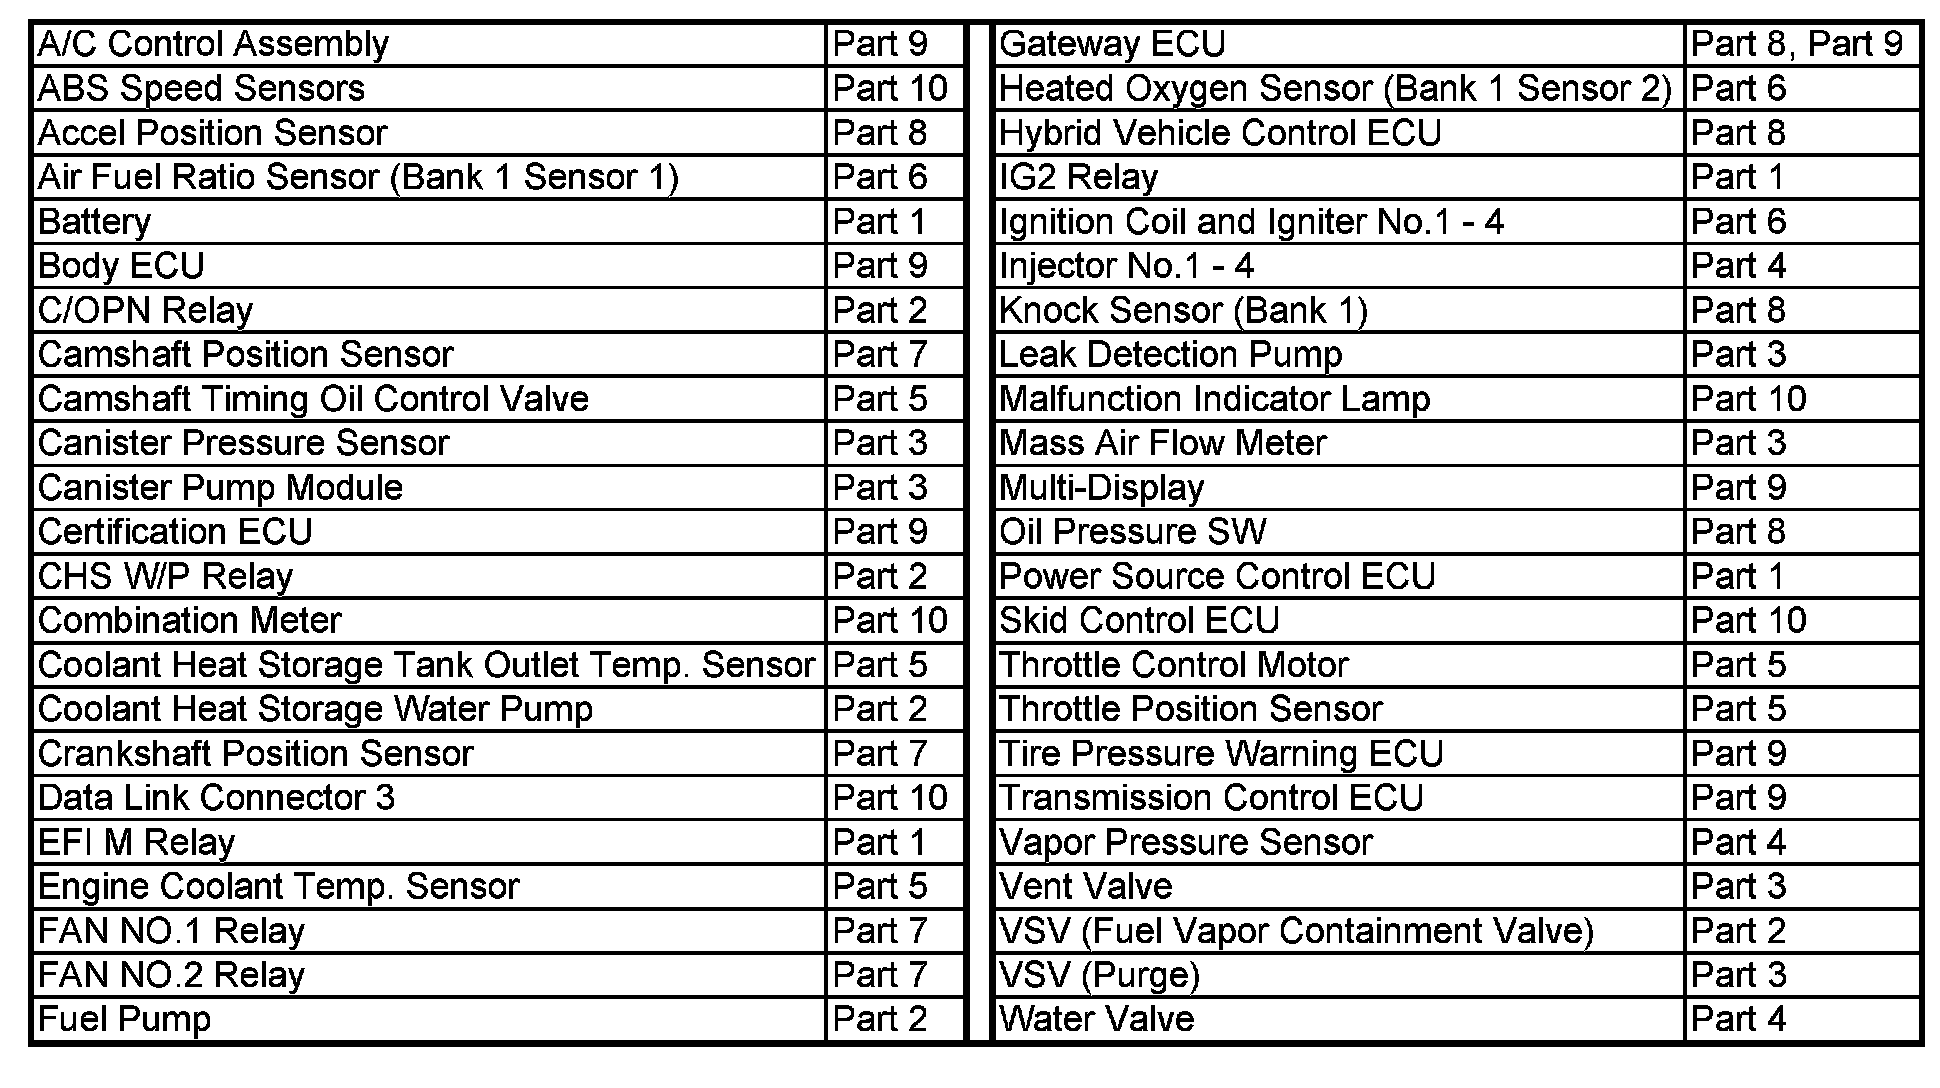 A/C Control Assembly Part 9 Gateway ECU Part 8, Part 9
ABS Speed Sensors Part 10 Heated Oxygen Sensor (Bank 1 Sensor 2) Part 6
Accel Position Sensor Part 8 Hybrid Vehicle Control ECU Part 8
Air Fuel Ratio Sensor (Bank 1 Sensor 1) Part 6 IG2 Relay Part 1
Battery Part 1 Ignition Coil and Igniter No.1 - 4 Part 6
Body ECU Part 9 Injector No.1 - 4 Part 4
C/OPN Relay Part 2 Knock Sensor (Bank 1) Part 8
Camshaft Position Sensor Part 7 Leak Detection Pump Part 3
Camshaft Timing Oil Control Valve Part 5 Malfunction Indicator Lamp Part 10
Canister Pressure Sensor Part 3 Mass Air Flow Meter Part 3
Canister Pump Module Part 3 Multi-Display Part 9
Certification ECU Part 9 Oil Pressure SW Part 8
CHS W/P Relay Part 2 Power Source Control ECU Part 1
Combination Meter Part 10 Skid Control ECU Part 10
Coolant Heat Storage Tank Outlet Temp. Sensor Part 5 Throttle Control Motor Part 5
Coolant Heat Storage Water Pump Part 2 Throttle Position Sensor Part 5
Crankshaft Position Sensor Part 7 Tire Pressure Warning ECU Part 9
Data Link Connector 3 Part 10 Transmission Control ECU Part 9
EFI M Relay Part 1 Vapor Pressure Sensor Part 4
Engine Coolant Temp. Sensor Part 5 Vent Valve Part 3
FAN NO.1 Relay Part 7 VSV (Fuel Vapor Containment Valve) Part 2
FAN NO.2 Relay Part 7 VSV (Purge) Part 3
Fuel Pump Part 2 Water Valve Part 4